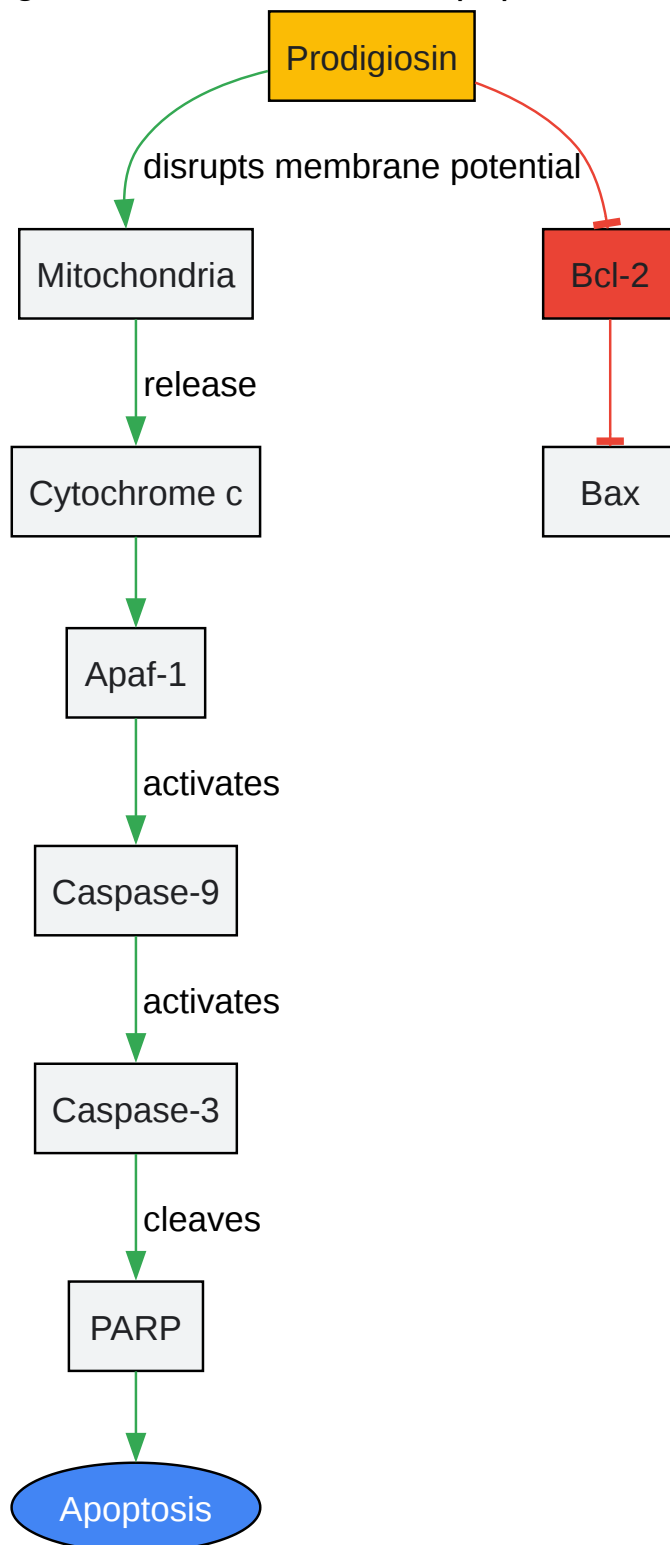 Prodigiosin
disrupts membrane potential
Mitochondria
Bcl-2
release
Cytochrome c
Bax
Apaf-1
activates
Caspase-9
activates
Caspase-3
cleaves
PARP
Apoptosis